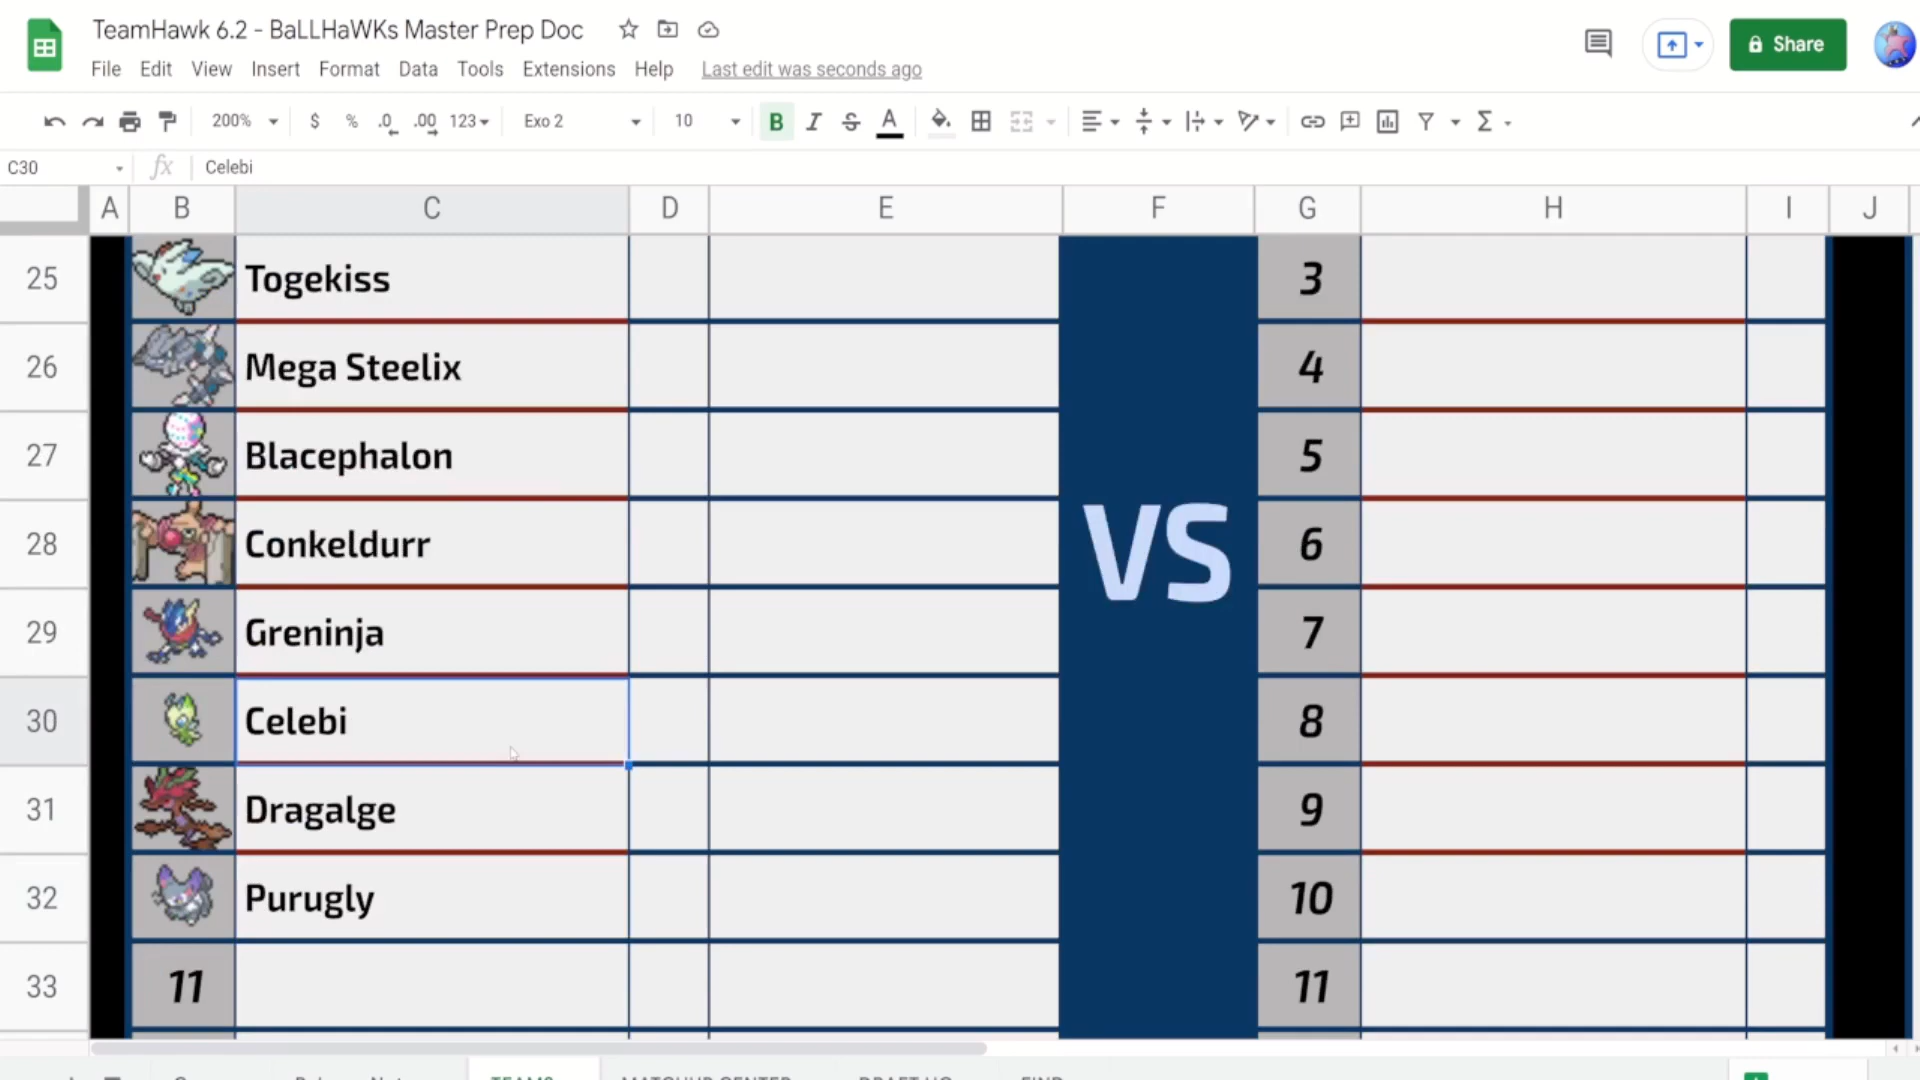 TeamHawk 6.2 - BaLLHaWKs Master Prep Doc
File Edit View Insert Format Data Tools Extensions Help Last edit was seconds ago
Share
200% $ % .0 .00 123 Exo 2 10 B I S A
C30 fx Celebi
A B C D E F G H I J
25 Togekiss 3
26 Mega Steelix 4
27 Blacephalon 5
28 Conkeldurr 6
VS
29 Greninja 7
30 Celebi 8
31 Dragalge 9
32 Purugly 10
33 11 11
TEAMS MATCHUP CENTER DRAFT HQ FIND